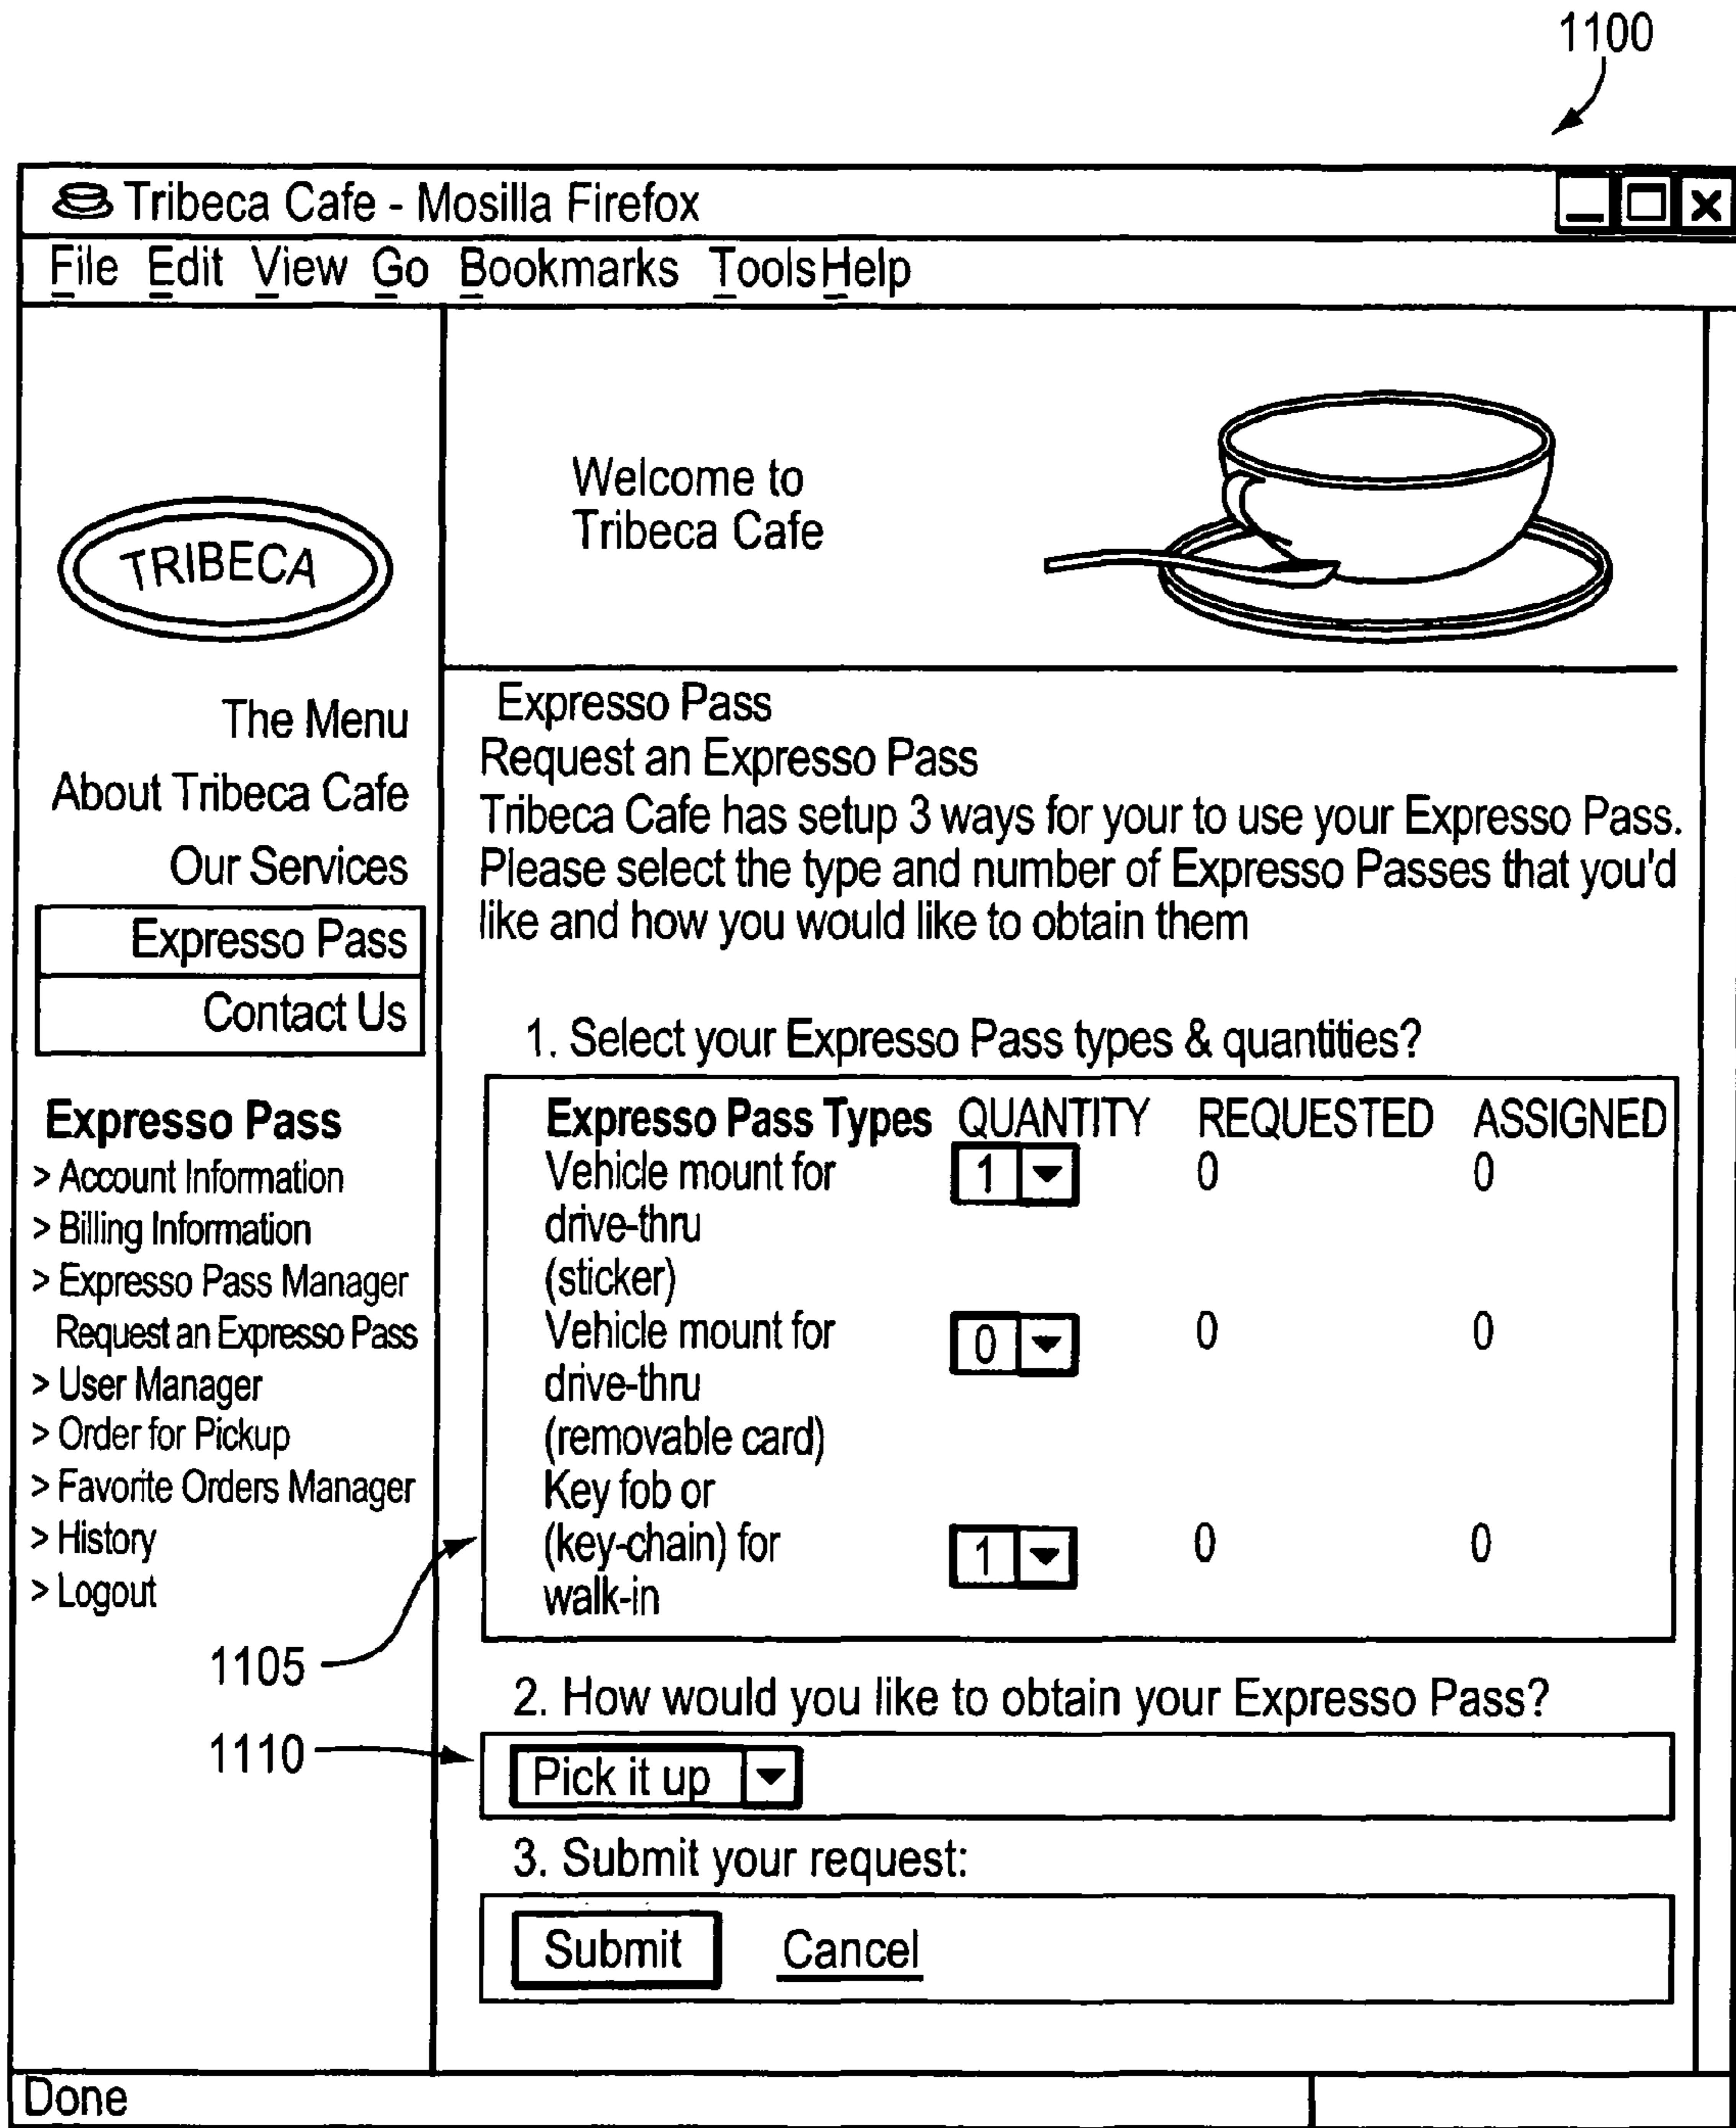 1100
Tribeca Cafe - Mosilla Firefox
File Edit View Go Bookmarks Tools Help
TRIBECA
The Menu
About Tribeca Cafe
Our Services
Expresso Pass
Contact Us
Expresso Pass
> Account Information
> Billing Information
> Expresso Pass Manager
Request an Expresso Pass
> User Manager
> Order for Pickup
> Favorite Orders Manager
> History
> Logout
1105
1110
Welcome to
Tribeca Cafe
Expresso Pass
Request an Expresso Pass
Tribeca Cafe has setup 3 ways for your to use your Expresso Pass.
Please select the type and number of Expresso Passes that you'd
like and how you would like to obtain them
1. Select your Expresso Pass types & quantities?
Expresso Pass Types QUANTITY REQUESTED ASSIGNED
Vehicle mount for 1 0 0
drive-thru
(sticker)
Vehicle mount for 0 0 0
drive-thru
(removable card)
Key fob or
(key-chain) for 1 0 0
walk-in
2. How would you like to obtain your Expresso Pass?
Pick it up
3. Submit your request:
Submit Cancel
Done